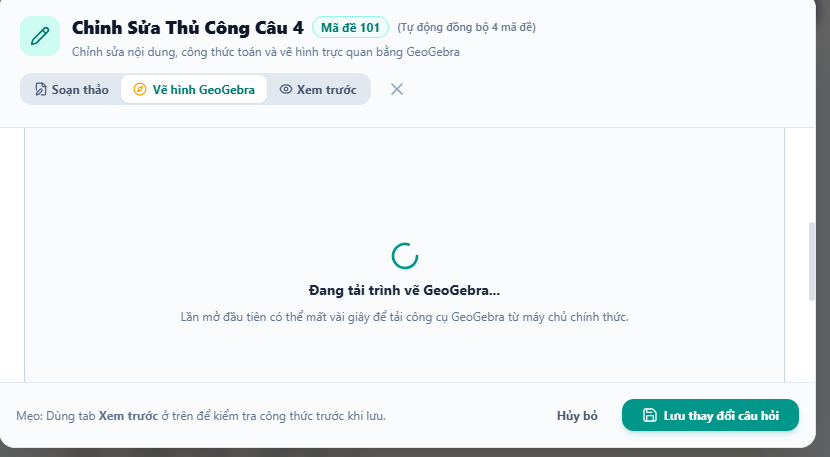 Chỉnh Sửa Thủ Công Câu 4 Mã đề 101 (Tự động đồng bộ 4 mã đề)
Chỉnh sửa nội dung, công thức toán và vẽ hình trực quan bằng GeoGebra
Soạn thảo Vẽ hình GeoGebra Xem trước
Đang tải trình vẽ GeoGebra...
Lần mở đầu tiên có thể mất vài giây để tải công cụ GeoGebra từ máy chủ chính thức.
Mẹo: Dùng tab Xem trước ở trên để kiểm tra công thức trước khi lưu. Hủy bỏ Lưu thay đổi câu hỏi